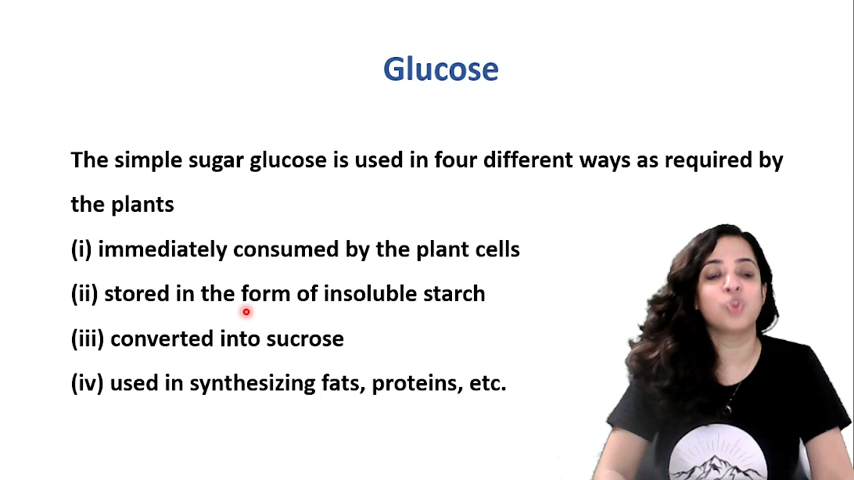 Glucose
The simple sugar glucose is used in four different ways as required by
the plants
(i) immediately consumed by the plant cells
(ii) stored in the form of insoluble starch
(iii) converted into sucrose
(iv) used in synthesizing fats, proteins, etc.